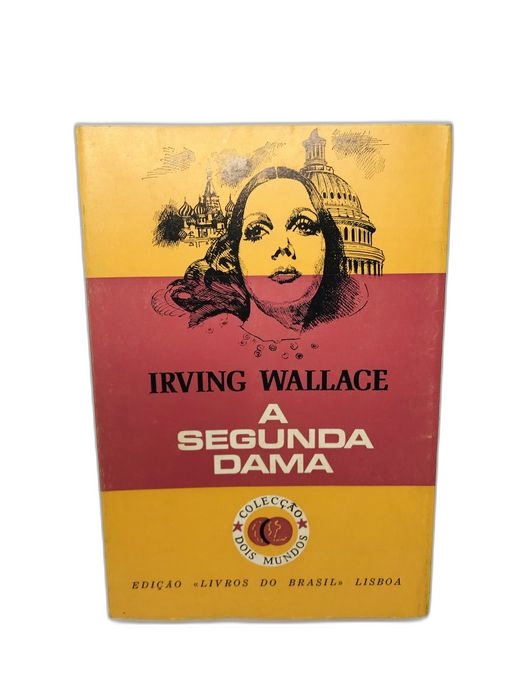 IRVING WALLACE
A
SEGUNDA
DAMA
COLECÇÃO
DOIS MUNDOS
EDIÇÃO «LIVROS DO BRASIL» LISBOA